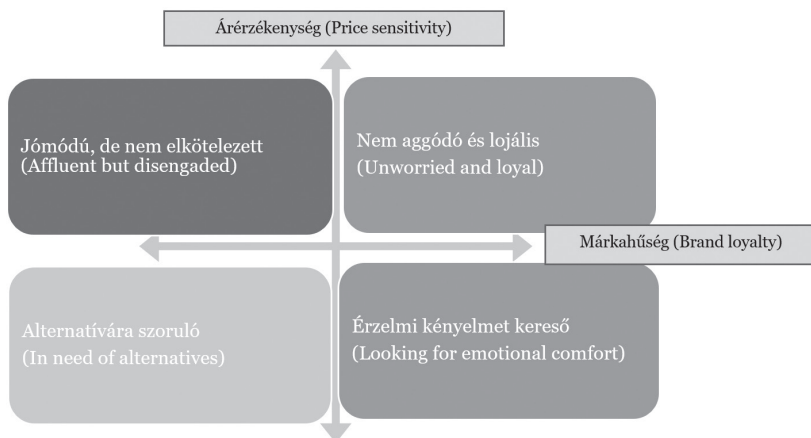 Árérzékenység (Price sensitivity)
Jómódú, de nem elkötelezett
(Affluent but disengaded)
Nem aggódó és lojális
(Unworried and loyal)
Márkahűség (Brand loyalty)
Alternatívára szoruló
(In need of alternatives)
Érzelmi kényelmet kereső
(Looking for emotional comfort)